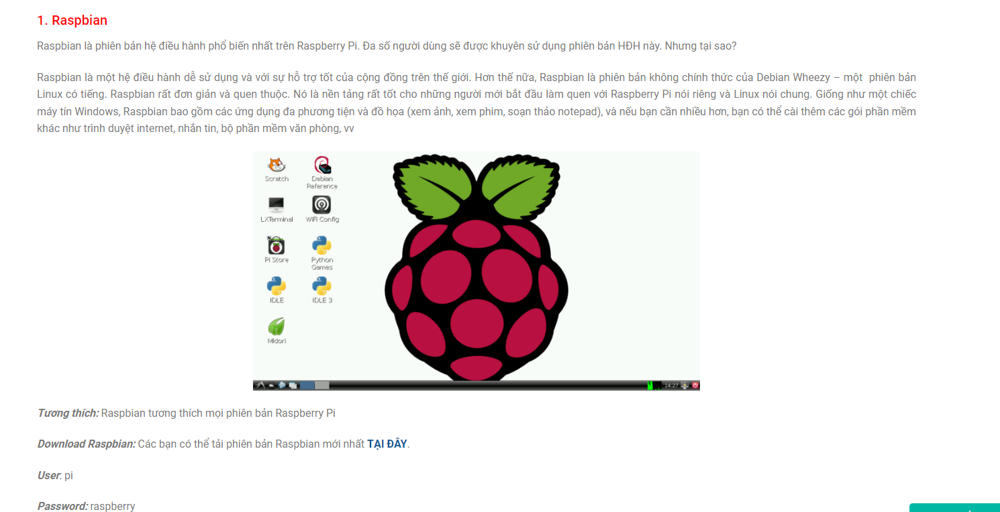 1. Raspbian
Raspbian là phiên bản hệ điều hành phổ biến nhất trên Raspberry Pi. Đa số người dùng sẽ được khuyên sử dụng phiên bản HĐH này. Nhưng tại sao?
Raspbian là một hệ điều hành dễ sử dụng và với sự hỗ trợ tốt của cộng đồng trên thế giới. Hơn thế nữa, Raspbian là phiên bản không chính thức của Debian Wheezy – một phiên bản
Linux có tiếng. Raspbian rất đơn giản và quen thuộc. Nó là nền tảng rất tốt cho những người mới bắt đầu làm quen với Raspberry Pi nói riêng và Linux nói chung. Giống như một chiếc
máy tín Windows, Raspbian bao gồm các ứng dụng đa phương tiện và đồ họa (xem ảnh, xem phim, soạn thảo notepad), và nếu bạn cần nhiều hơn, bạn có thể cài thêm các gói phần mềm
khác như trình duyệt internet, nhắn tin, bộ phần mềm văn phòng, vv
Scratch
Debian
Reference
LXTerminal
WiFi Config
Pi Store
Python
Games
IDLE
IDLE 3
Midori
14:27
Tương thích: Raspbian tương thích mọi phiên bản Raspberry Pi
Download Raspbian: Các bạn có thể tải phiên bản Raspbian mới nhất TẠI ĐÂY.
User: pi
Password: raspberry